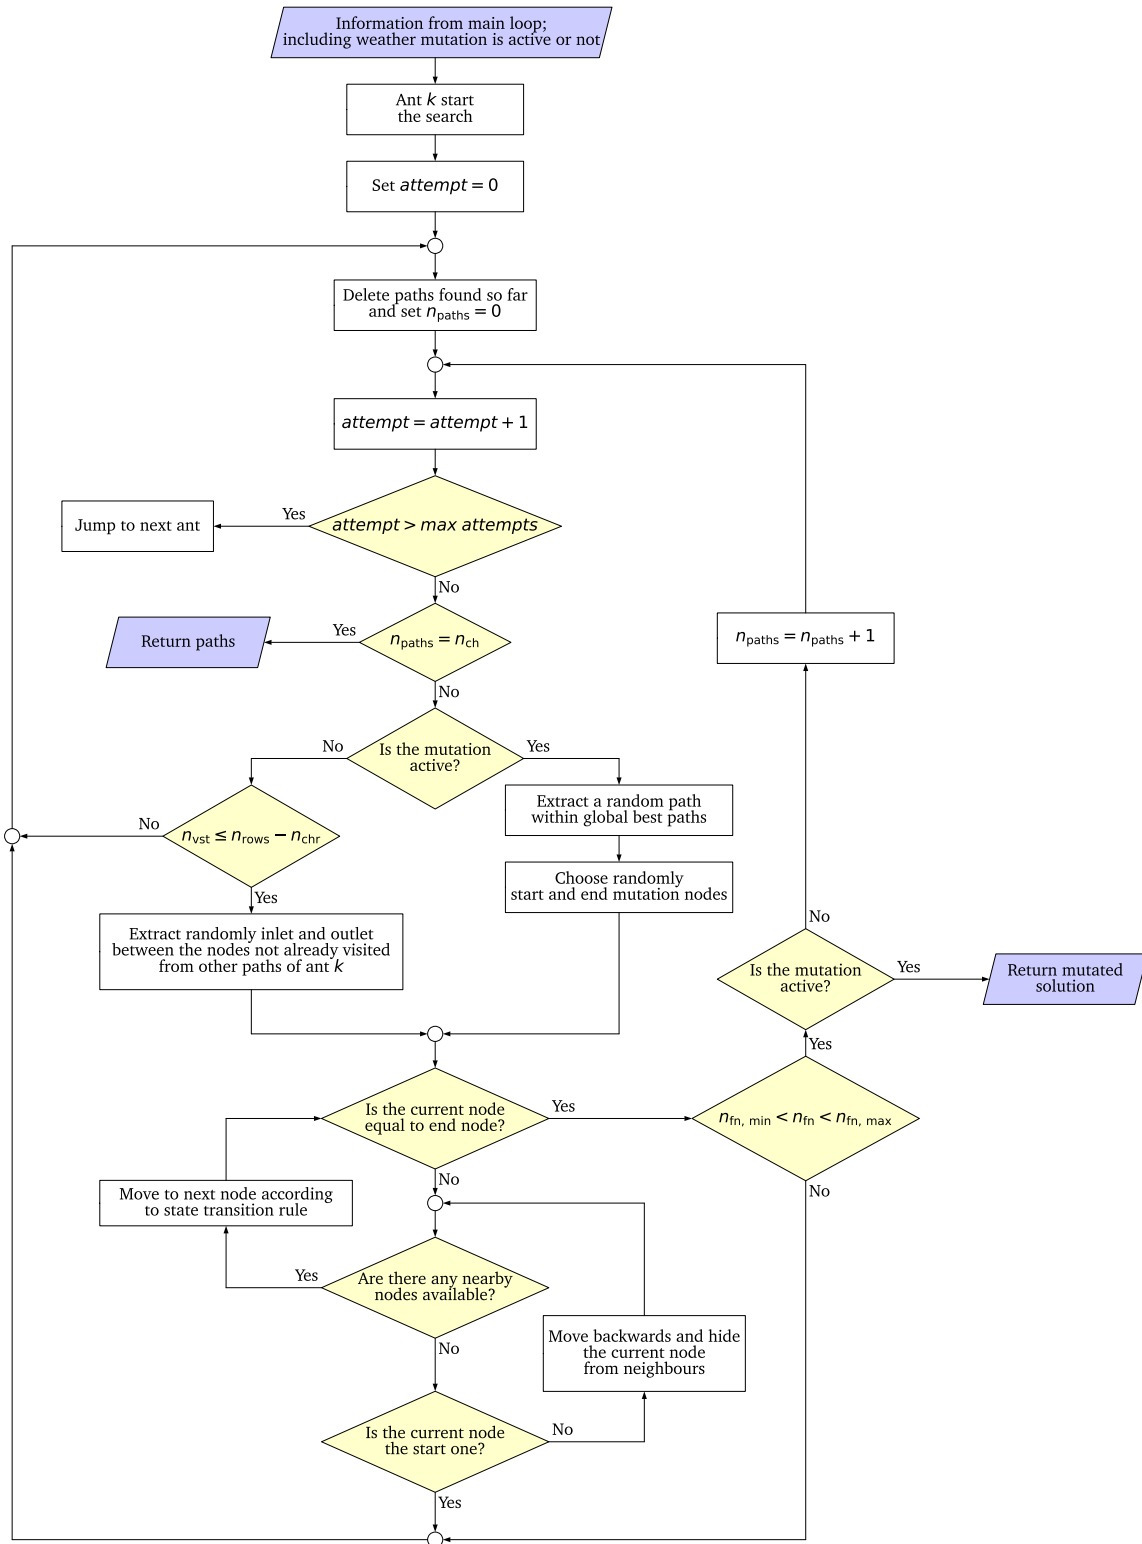 Information from main loop;
including weather mutation is active or not
Ant k start
the search
Set attempt = 0
Delete paths found so far
and set n_paths = 0
attempt = attempt + 1
attempt > max attempts
Yes
Jump to next ant
No
n_paths = n_ch
Yes
Return paths
No
n_paths = n_paths + 1
Is the mutation
active?
No
Yes
Extract a random path
within global best paths
n_vst ≤ n_rows − n_chr
No
Yes
Choose randomly
start and end mutation nodes
Extract randomly inlet and outlet
between the nodes not already visited
from other paths of ant k
No
Is the mutation
active?
Yes
Return mutated
solution
Yes
Is the current node
equal to end node?
Yes
n_fn, min < n_fn < n_fn, max
No
No
Move to next node according
to state transition rule
Are there any nearby
nodes available?
Yes
No
Move backwards and hide
the current node
from neighbours
Is the current node
the start one?
No
Yes